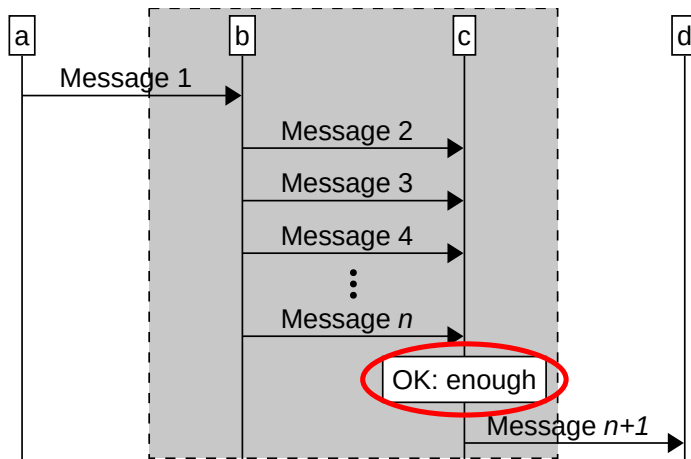 a b c d
Message 1
Message 2
Message 3
Message 4
Message n
OK: enough
Message n+1